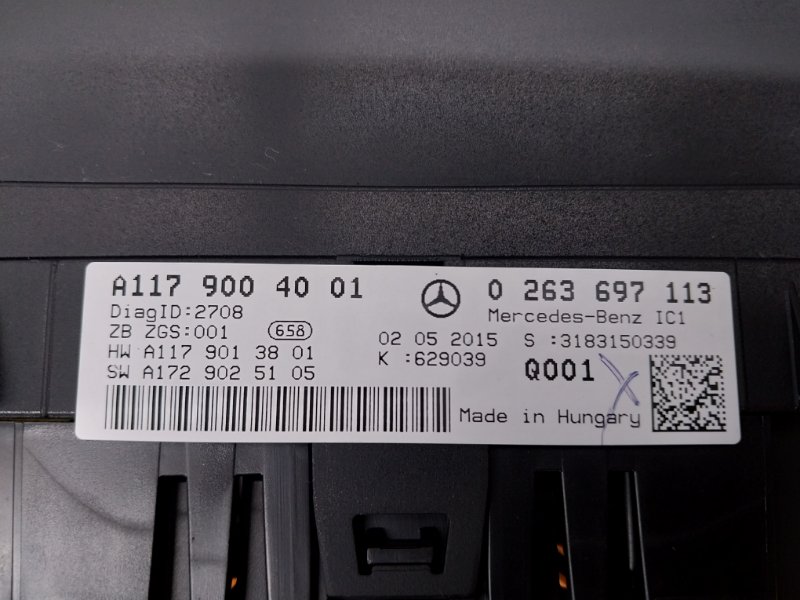 A117 900 40 01 0 263 697 113
DiagID:2708 Mercedes-Benz IC1
ZB ZGS:001 658 02 05 2015 S :3183150339
HW A117 901 38 01 K :629039 Q001
SW A172 902 51 05
Made in Hungary